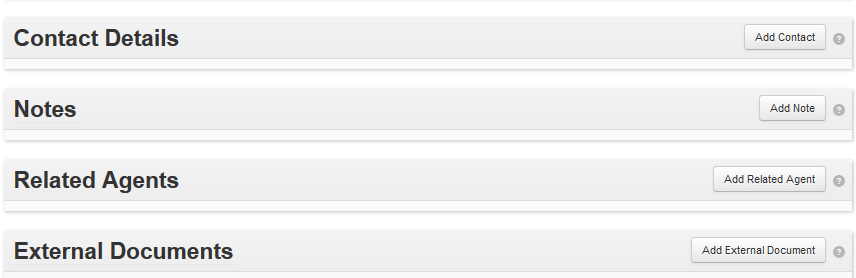 Contact Details Add Contact ?
Notes Add Note ?
Related Agents Add Related Agent ?
External Documents Add External Document ?